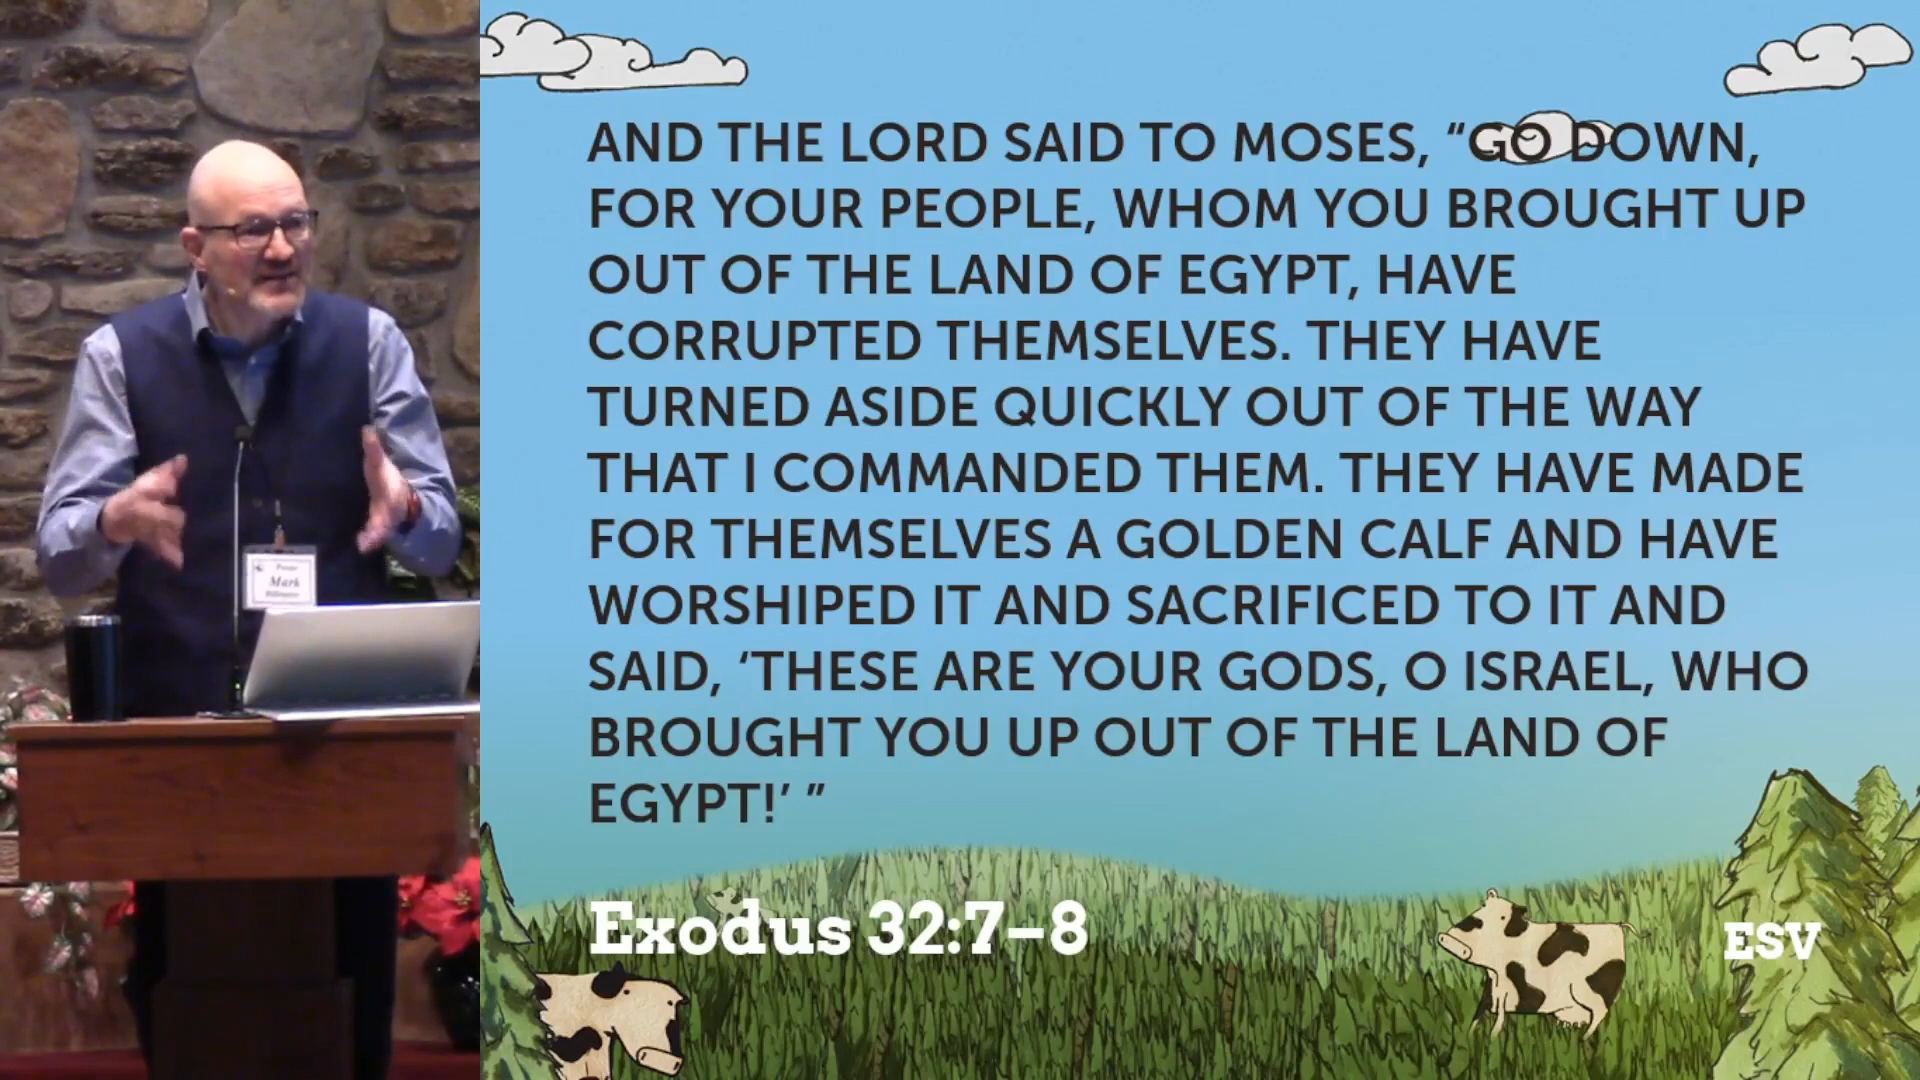 Pastor
Mark
AND THE LORD SAID TO MOSES, “GO DOWN,
FOR YOUR PEOPLE, WHOM YOU BROUGHT UP
OUT OF THE LAND OF EGYPT, HAVE
CORRUPTED THEMSELVES. THEY HAVE
TURNED ASIDE QUICKLY OUT OF THE WAY
THAT I COMMANDED THEM. THEY HAVE MADE
FOR THEMSELVES A GOLDEN CALF AND HAVE
WORSHIPED IT AND SACRIFICED TO IT AND
SAID, ‘THESE ARE YOUR GODS, O ISRAEL, WHO
BROUGHT YOU UP OUT OF THE LAND OF
EGYPT!’ ”
Exodus 32:7–8
ESV